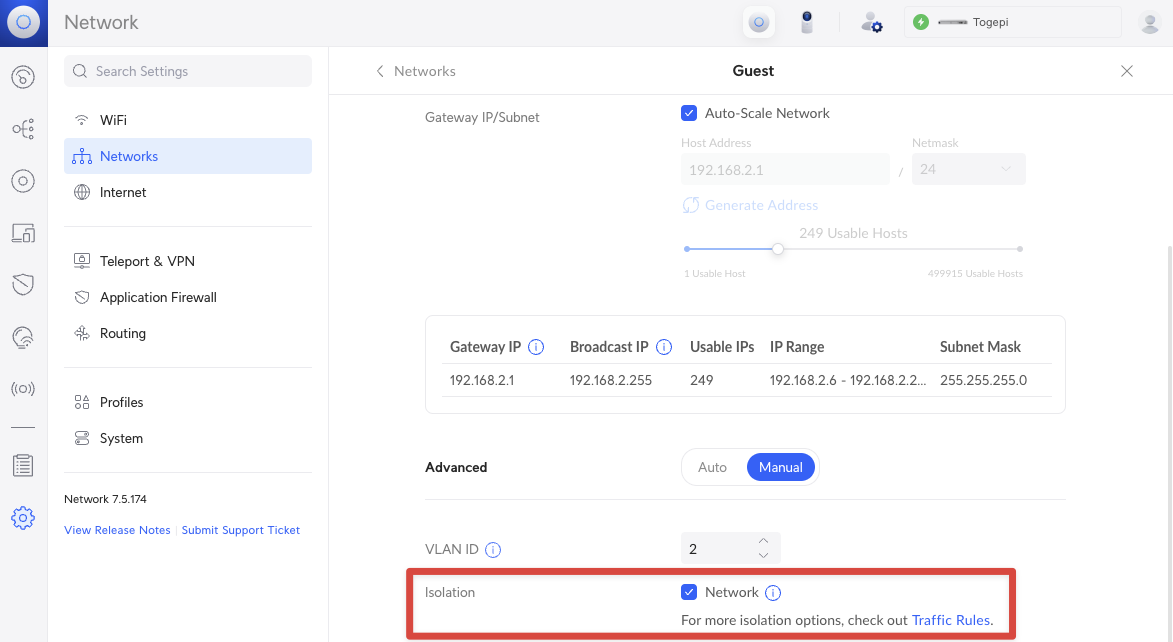 Network
Togepi
Search Settings
WiFi
Networks
Internet
Teleport & VPN
Application Firewall
Routing
Profiles
System
Network 7.5.174
View Release Notes | Submit Support Ticket
Networks
Guest
Gateway IP/Subnet
Auto-Scale Network
Host Address
Netmask
192.168.2.1 / 24
Generate Address
249 Usable Hosts
1 Usable Host
499915 Usable Hosts
Gateway IP Broadcast IP Usable IPs IP Range Subnet Mask
192.168.2.1 192.168.2.255 249 192.168.2.6 - 192.168.2.2... 255.255.255.0
Advanced
Auto Manual
VLAN ID 2
Isolation Network
For more isolation options, check out Traffic Rules.